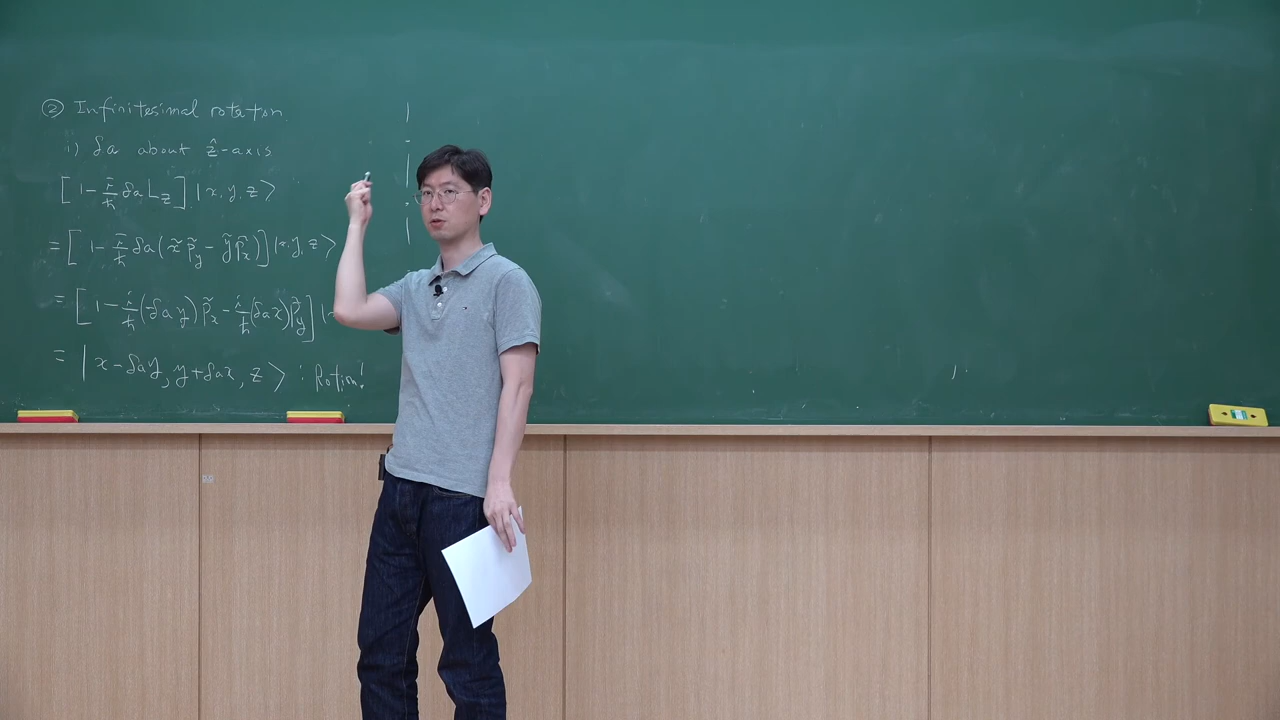 ② Infinitesimal rotation.
i) δa about ẑ-axis
[1 - i/ħ δa L_z] |x, y, z>
= [1 - i/ħ δa (x̃ p̃_y - ỹ p̃_x)] |x, y, z>
= [1 - i/ħ (-δa y) p̃_x - i/ħ (δa x) p̃_y] |
= | x - δa y, y + δa x, z > : Rotion!